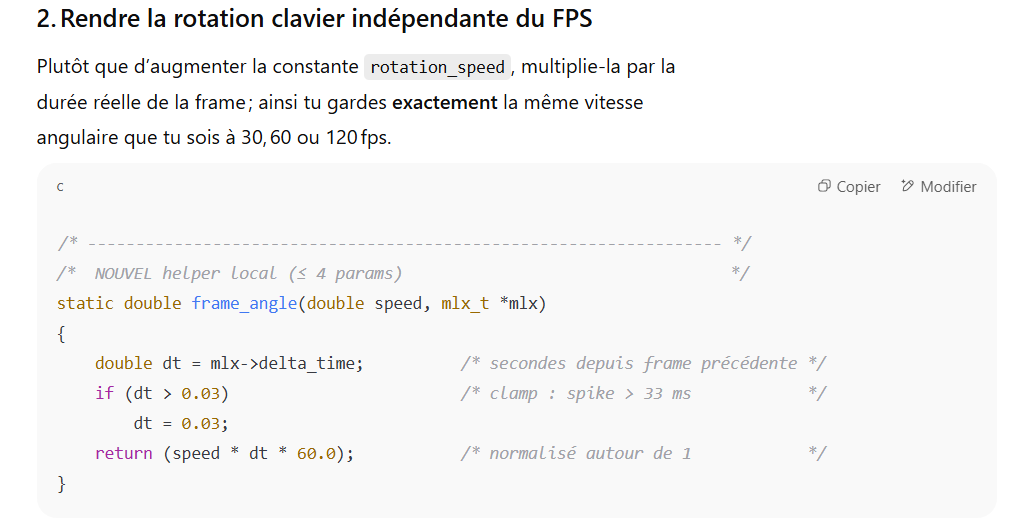 2. Rendre la rotation clavier indépendante du FPS
Plutôt que d’augmenter la constante rotation_speed, multiplie-la par la
durée réelle de la frame ; ainsi tu gardes exactement la même vitesse
angulaire que tu sois à 30, 60 ou 120 fps.
c Copier Modifier
/* ------------------------------------------------------------------ */
/*  NOUVEL helper local (≤ 4 params) */
static double frame_angle(double speed, mlx_t *mlx)
{
    double dt = mlx->delta_time; /* secondes depuis frame précédente */
    if (dt > 0.03) /* clamp : spike > 33 ms */
        dt = 0.03;
    return (speed * dt * 60.0); /* normalisé autour de 1 */
}